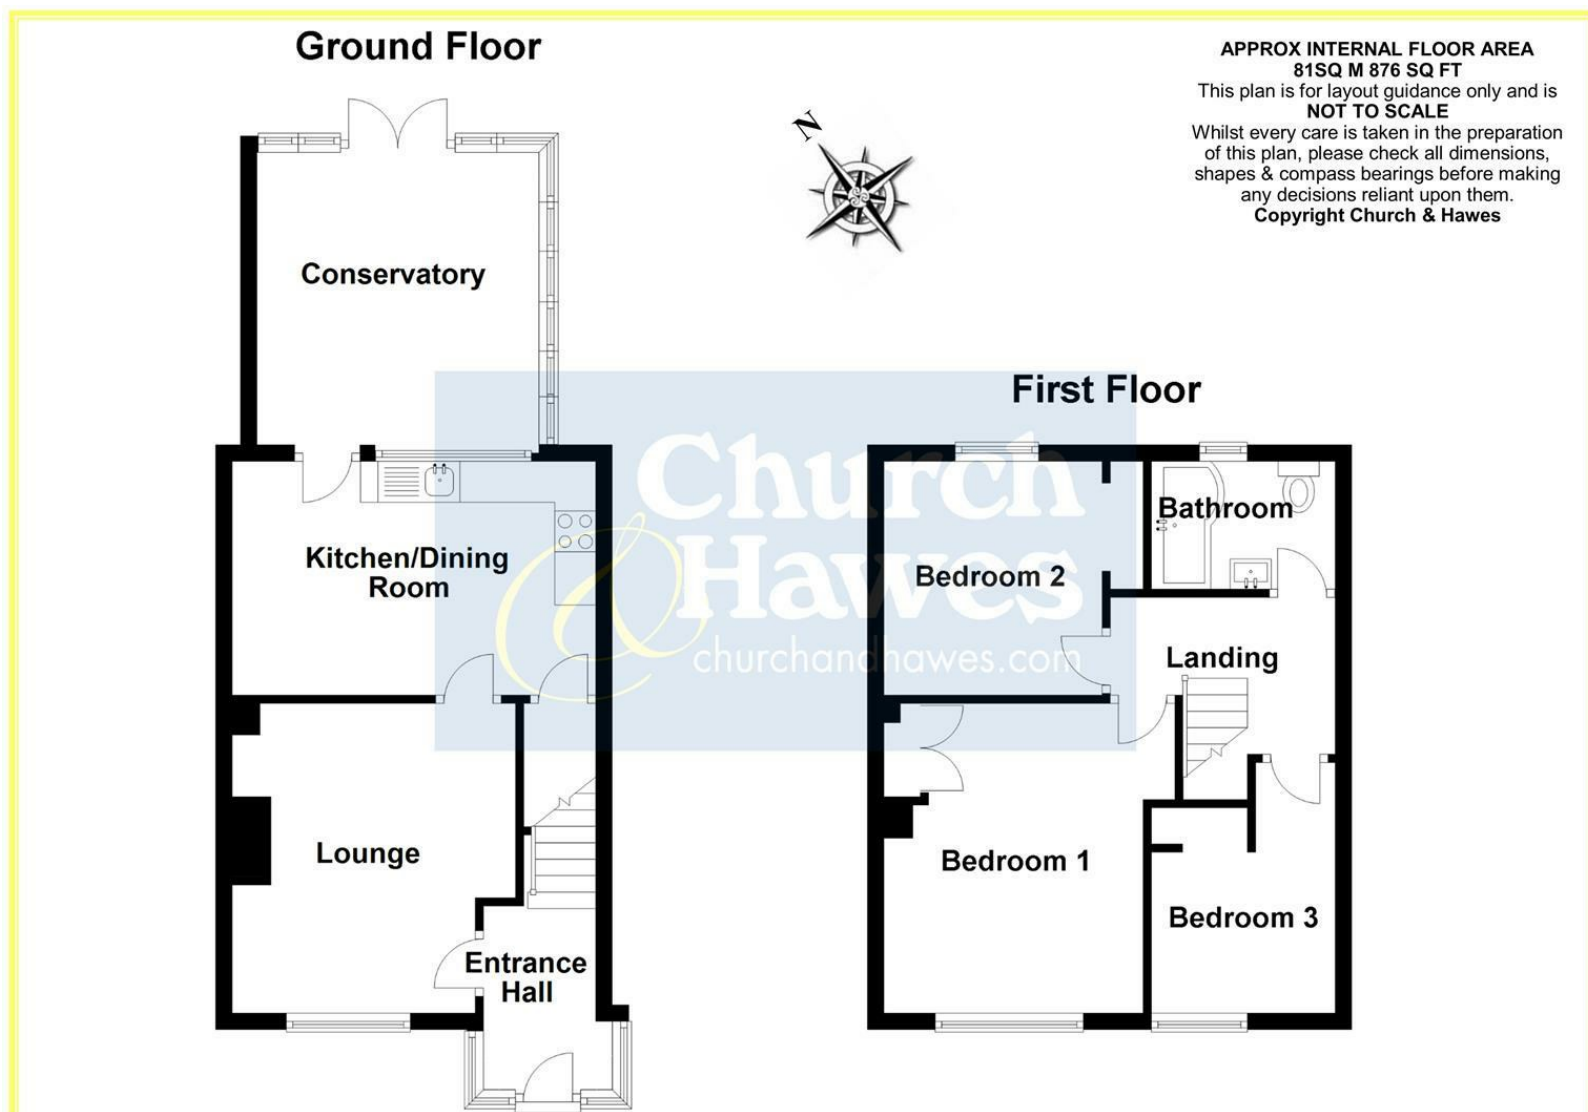 Ground Floor
APPROX INTERNAL FLOOR AREA
81SQ M 876 SQ FT
This plan is for layout guidance only and is
NOT TO SCALE
Whilst every care is taken in the preparation
of this plan, please check all dimensions,
shapes & compass bearings before making
any decisions reliant upon them.
Copyright Church & Hawes
N
Conservatory
First Floor
Church
& Hawes
churchandhawes.com
Kitchen/Dining
Room
Bedroom 2
Bathroom
Landing
Lounge
Bedroom 1
Bedroom 3
Entrance
Hall